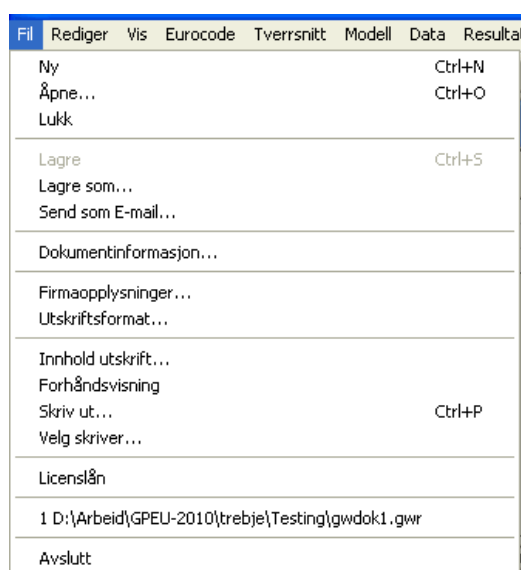 Fil Rediger Vis Eurocode Tverrsnitt Modell Data Resulta
Ny Ctrl+N
Åpne... Ctrl+O
Lukk
Lagre Ctrl+S
Lagre som...
Send som E-mail...
Dokumentinformasjon...
Firmaopplysninger...
Utskriftsformat...
Innhold utskrift...
Forhåndsvisning
Skriv ut... Ctrl+P
Velg skriver...
Licenslån
1 D:\Arbeid\GPEU-2010\trebje\Testing\gwdok1.gwr
Avslutt